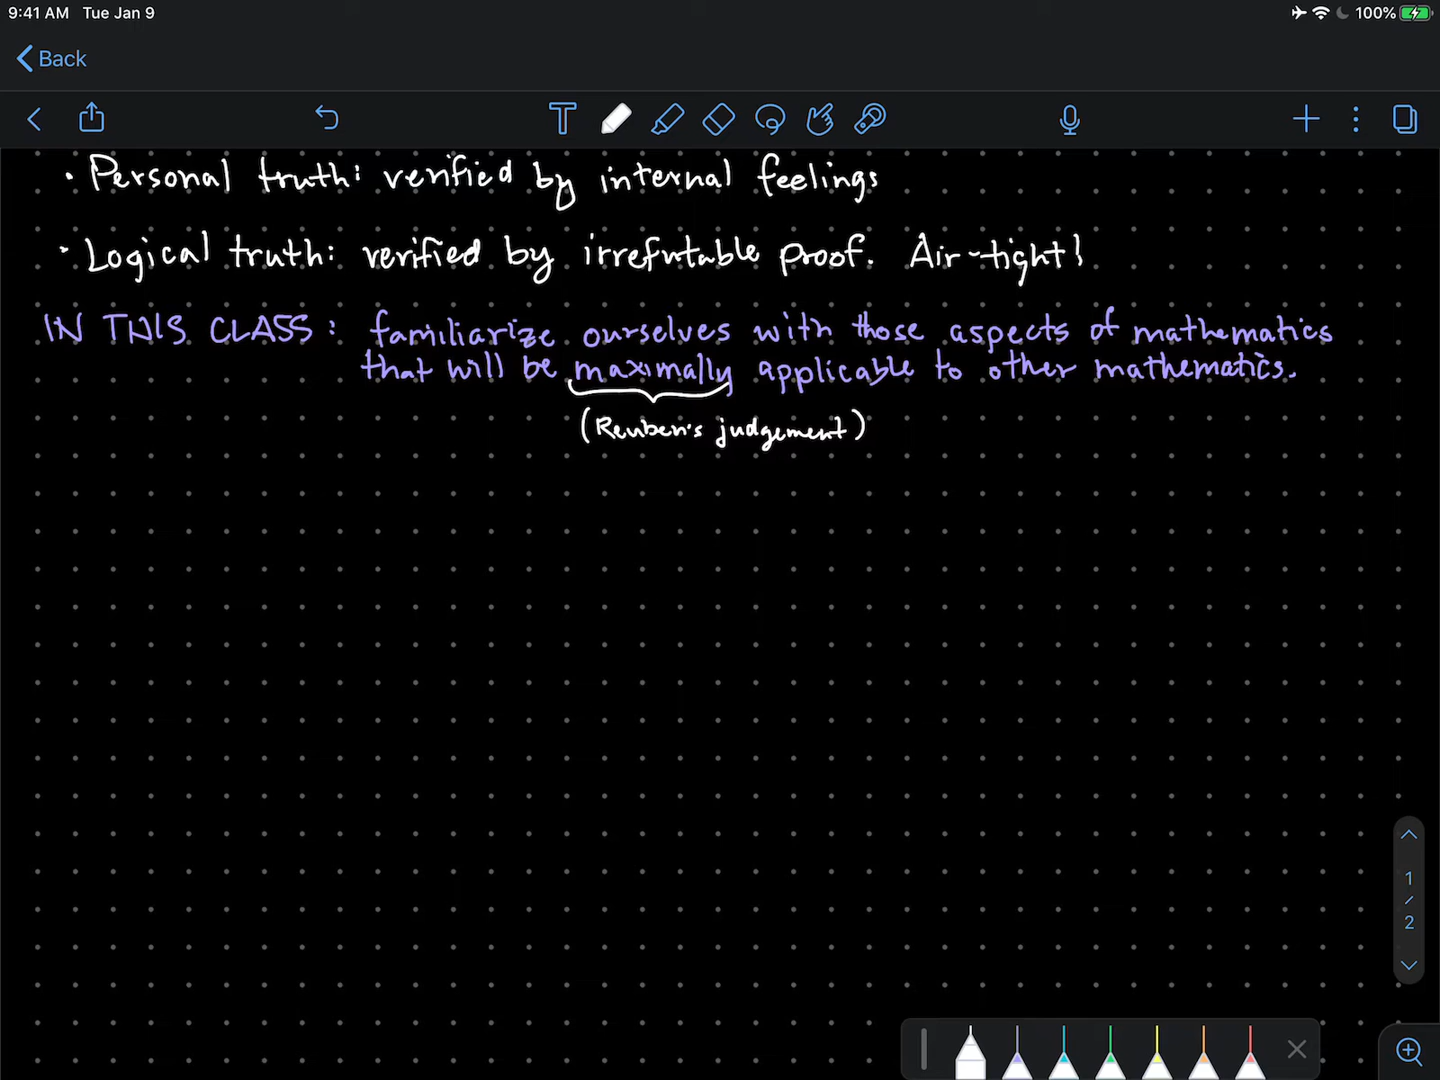 9:41 AM Tue Jan 9
100%
Back
T
· Personal truth: verified by internal feelings
· Logical truth: verified by irrefutable proof. Air-tight!
IN THIS CLASS: familiarize ourselves with those aspects of mathematics
that will be maximally applicable to other mathematics.
(Reuben's judgement)
1
/
2